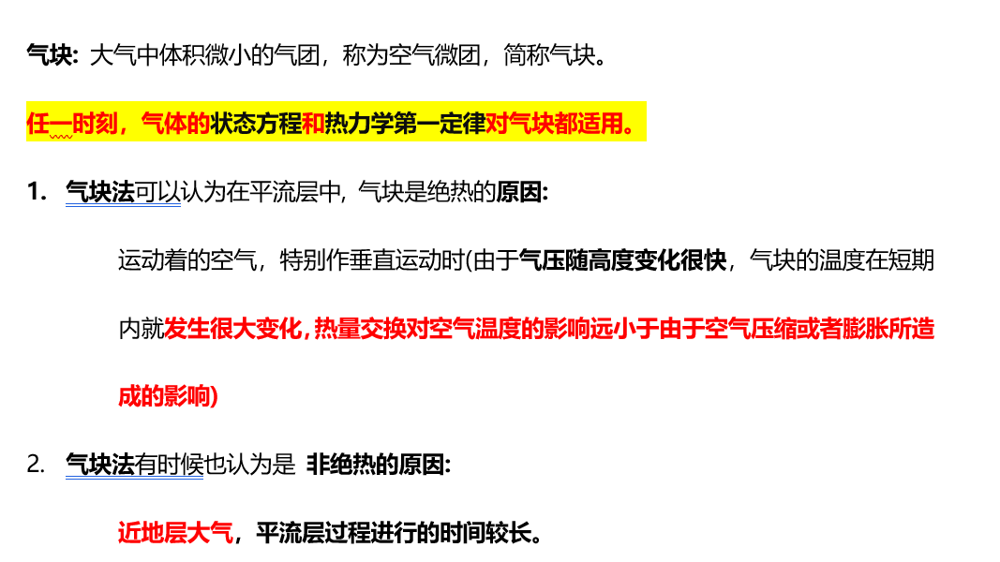 气块: 大气中体积微小的气团，称为空气微团，简称气块。
任一时刻，气体的状态方程和热力学第一定律对气块都适用。
1. 气块法可以认为在平流层中, 气块是绝热的原因:
运动着的空气，特别作垂直运动时(由于气压随高度变化很快，气块的温度在短期
内就发生很大变化, 热量交换对空气温度的影响远小于由于空气压缩或者膨胀所造
成的影响)
2. 气块法有时候也认为是 非绝热的原因:
近地层大气，平流层过程进行的时间较长。